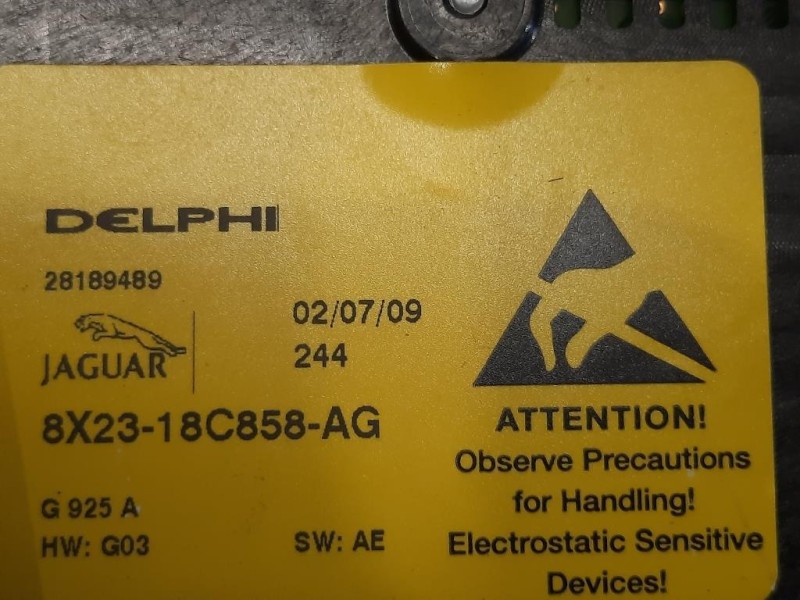 DELPHI
28189489
JAGUAR
02/07/09
244
8X23-18C858-AG
G 925 A
HW: G03
SW: AE
ATTENTION!
Observe Precautions
for Handling!
Electrostatic Sensitive
Devices!